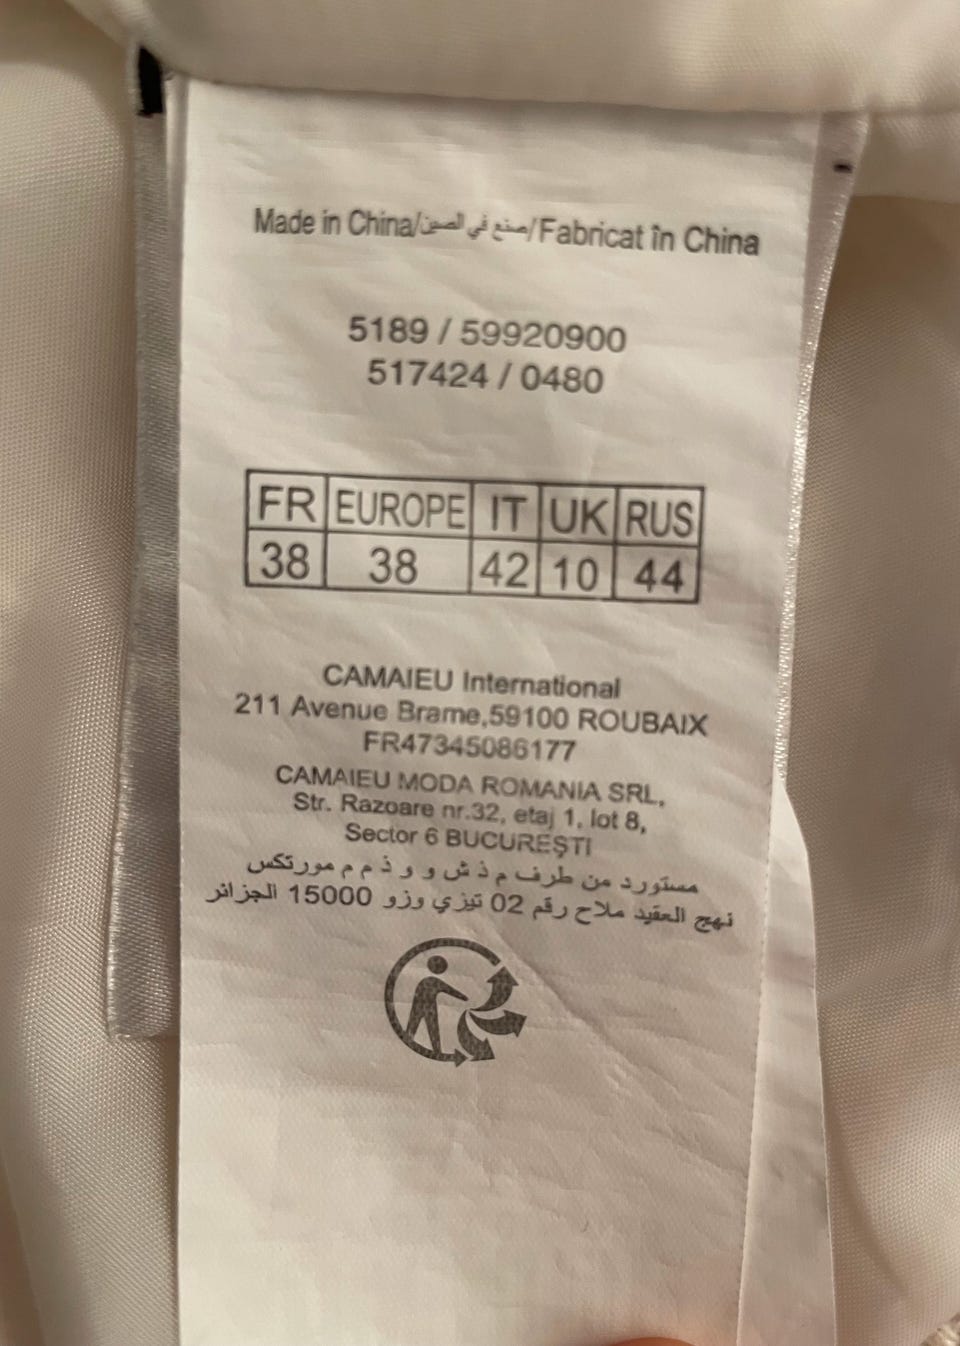 Made in China/صنع في الصين/Fabricat în China
5189 / 59920900
517424 / 0480
FR EUROPE IT UK RUS
38 38 42 10 44
CAMAIEU International
211 Avenue Brame,59100 ROUBAIX
FR47345086177
CAMAIEU MODA ROMANIA SRL,
Str. Razoare nr.32, etaj 1, lot 8,
Sector 6 BUCUREȘTI
مستورد من طرف م ذ ش و و ذ م م مورتكس
نهج العقيد ملاح رقم 02 تيزي وزو 15000 الجزائر